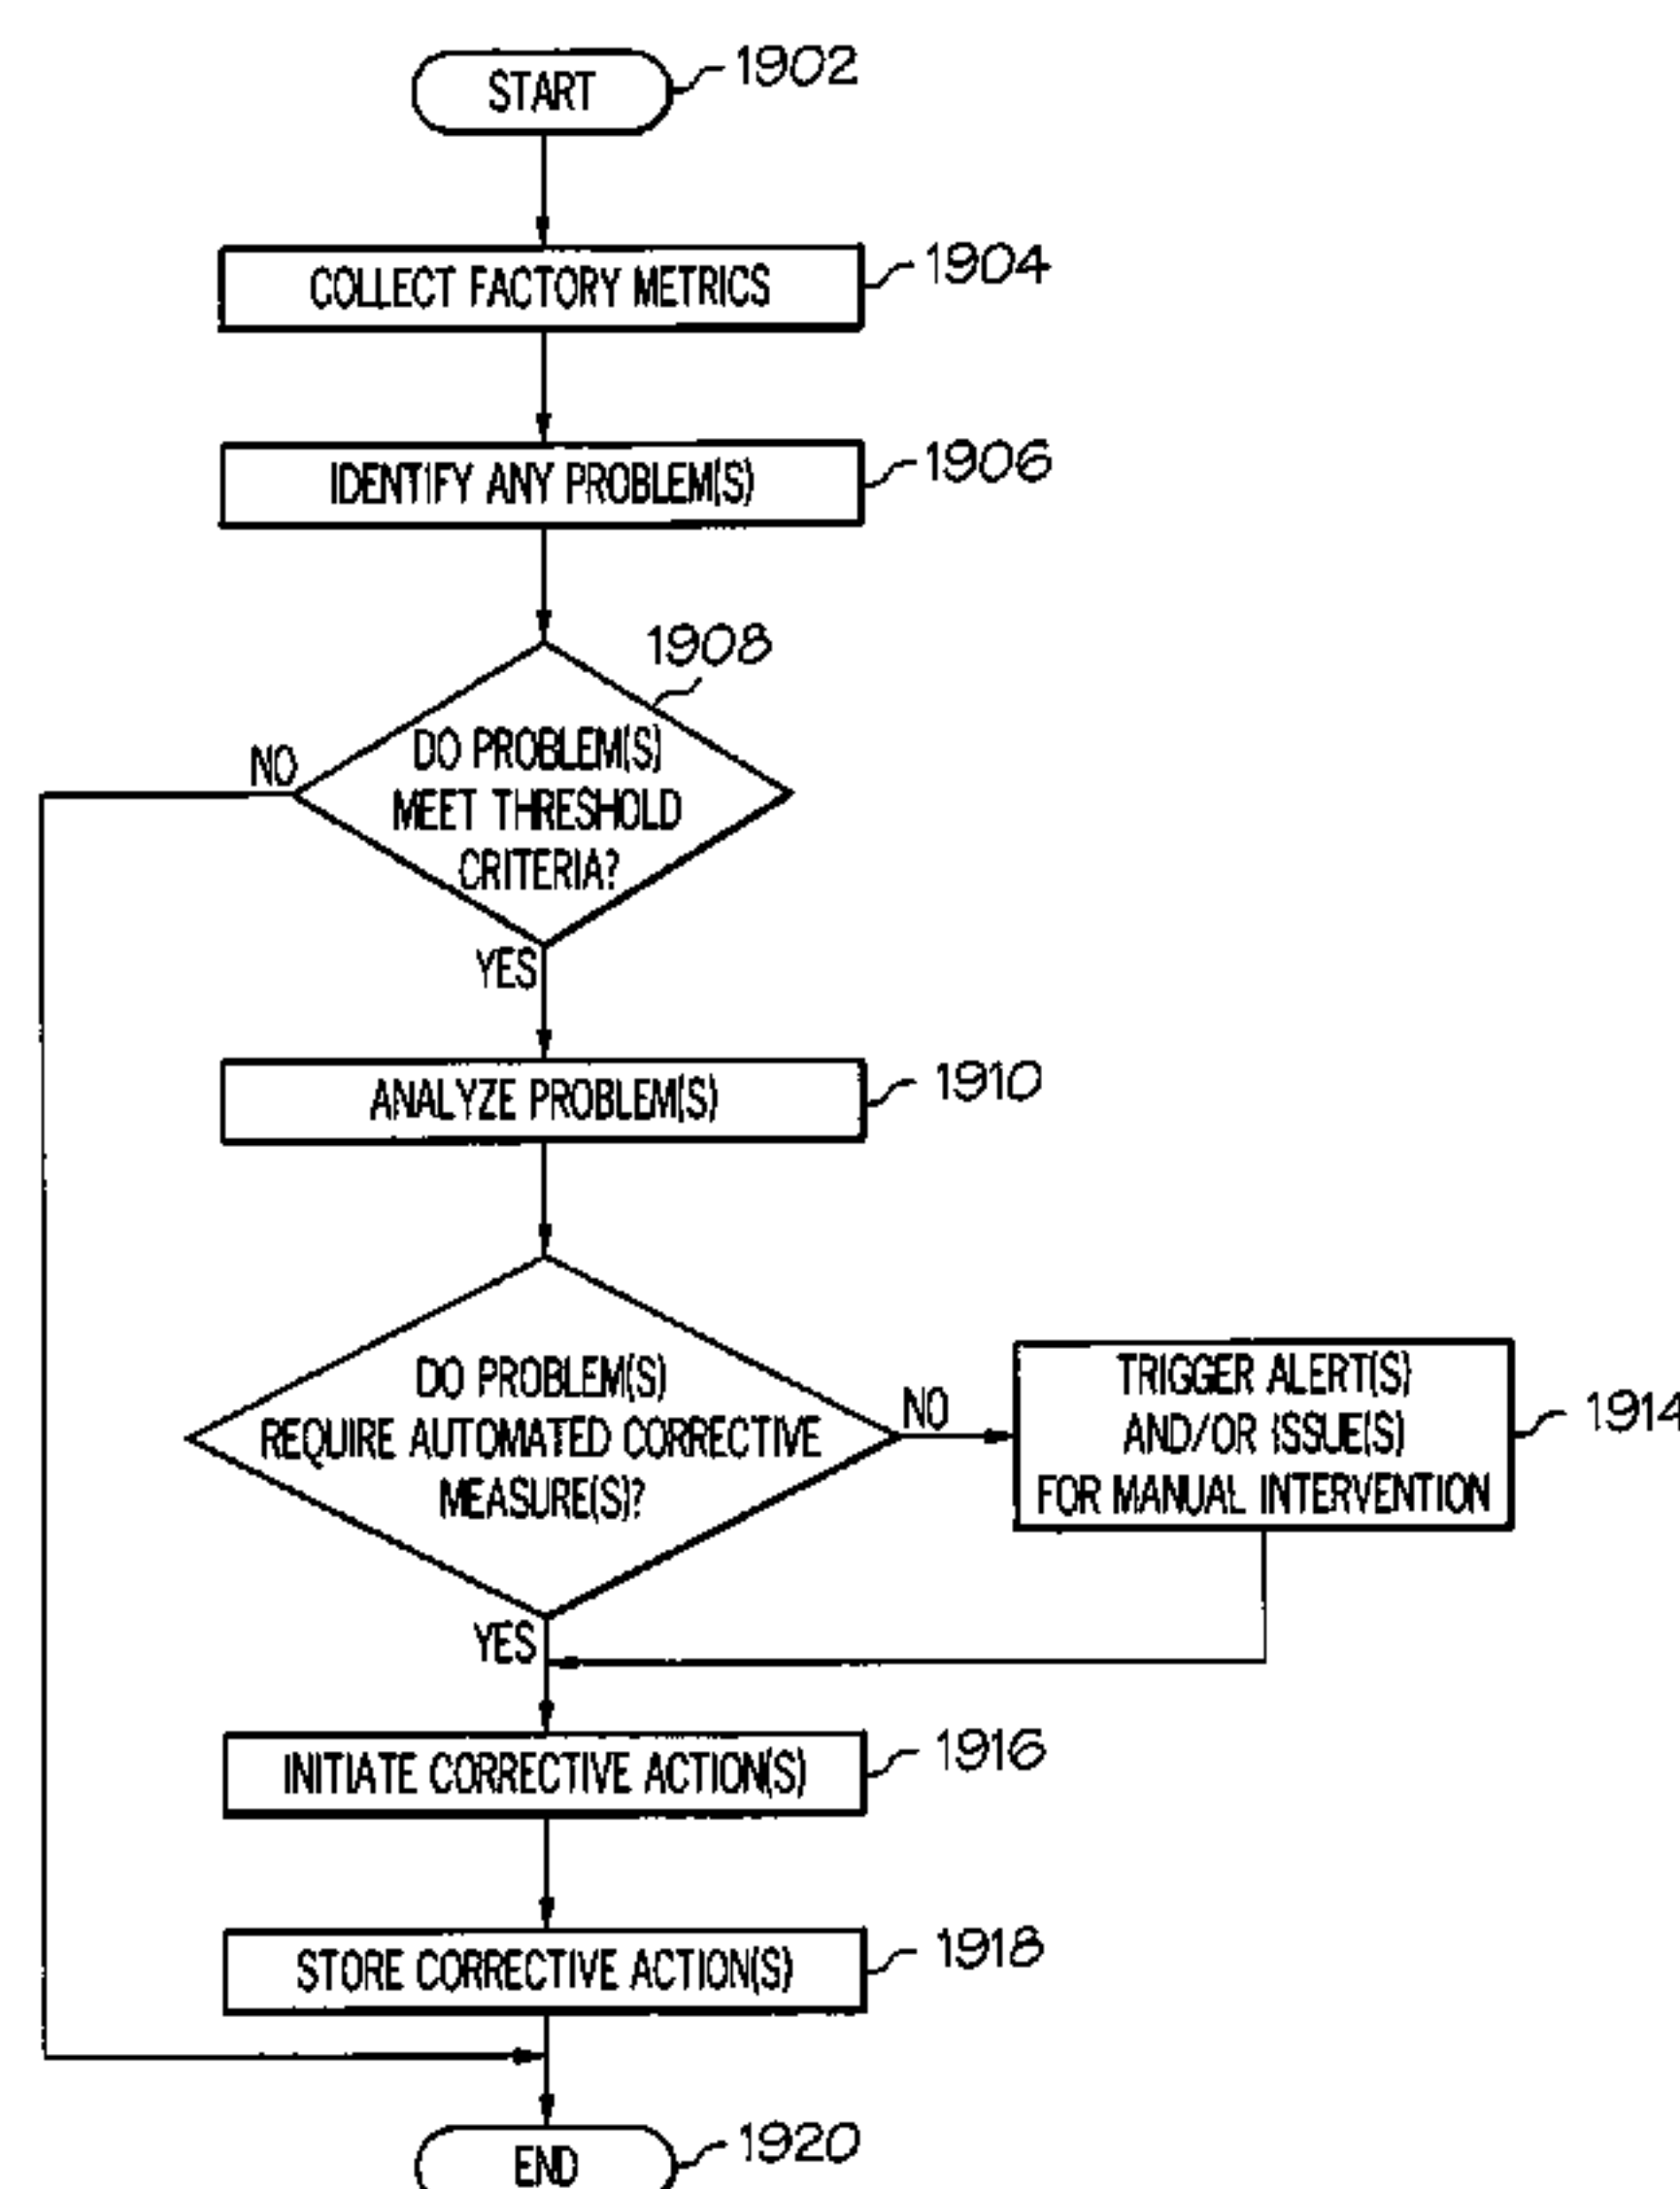 START
1902
COLLECT FACTORY METRICS
1904
IDENTIFY ANY PROBLEM(S)
1906
1908
DO PROBLEM(S)
MEET THRESHOLD
CRITERIA?
NO
YES
ANALYZE PROBLEM(S)
1910
DO PROBLEM(S)
REQUIRE AUTOMATED CORRECTIVE
MEASURE(S)?
NO
TRIGGER ALERT(S)
AND/OR ISSUE(S)
FOR MANUAL INTERVENTION
1914
YES
INITIATE CORRECTIVE ACTION(S)
1916
STORE CORRECTIVE ACTION(S)
1918
END
1920